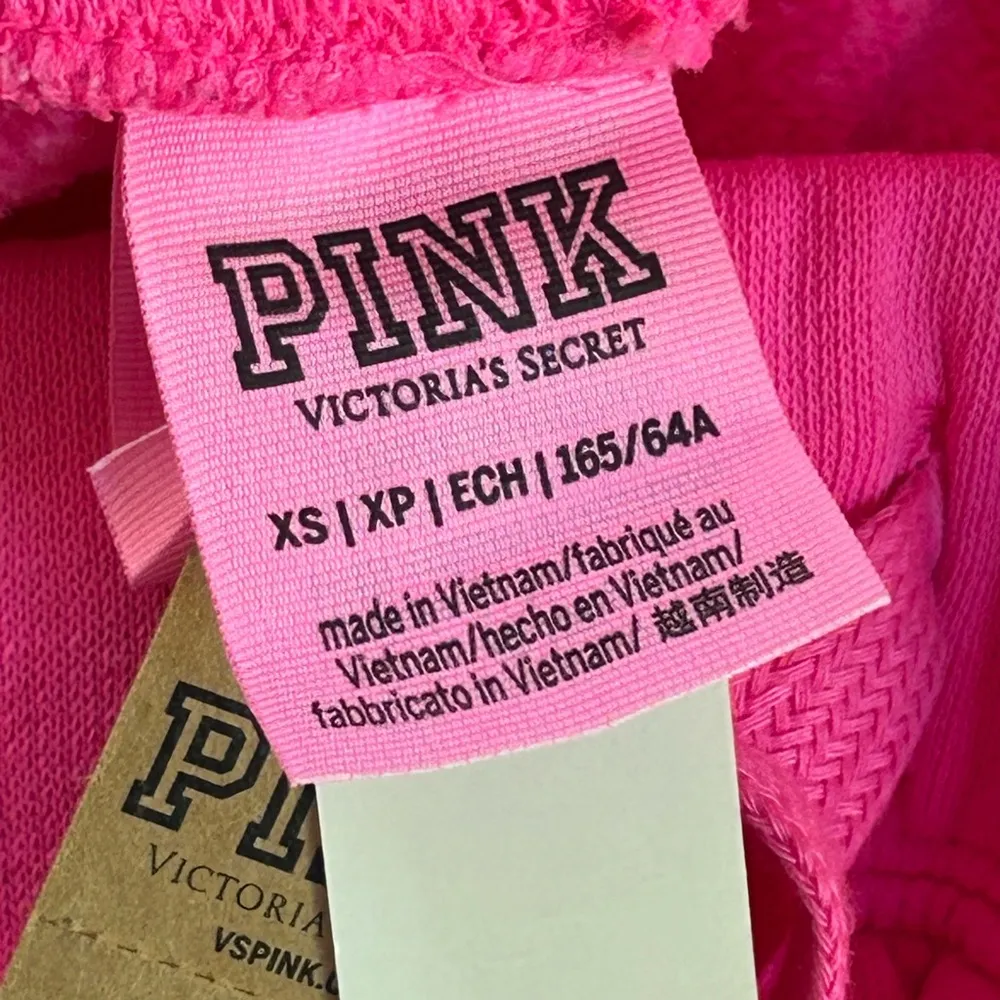 PINK
VICTORIA'S SECRET
XS | XP | ECH | 165/64A
made in Vietnam/fabriqué au
Vietnam/hecho en Vietnam/
fabbricato in Vietnam/ 越南制造
PI
VICTORIA
VSPINK.